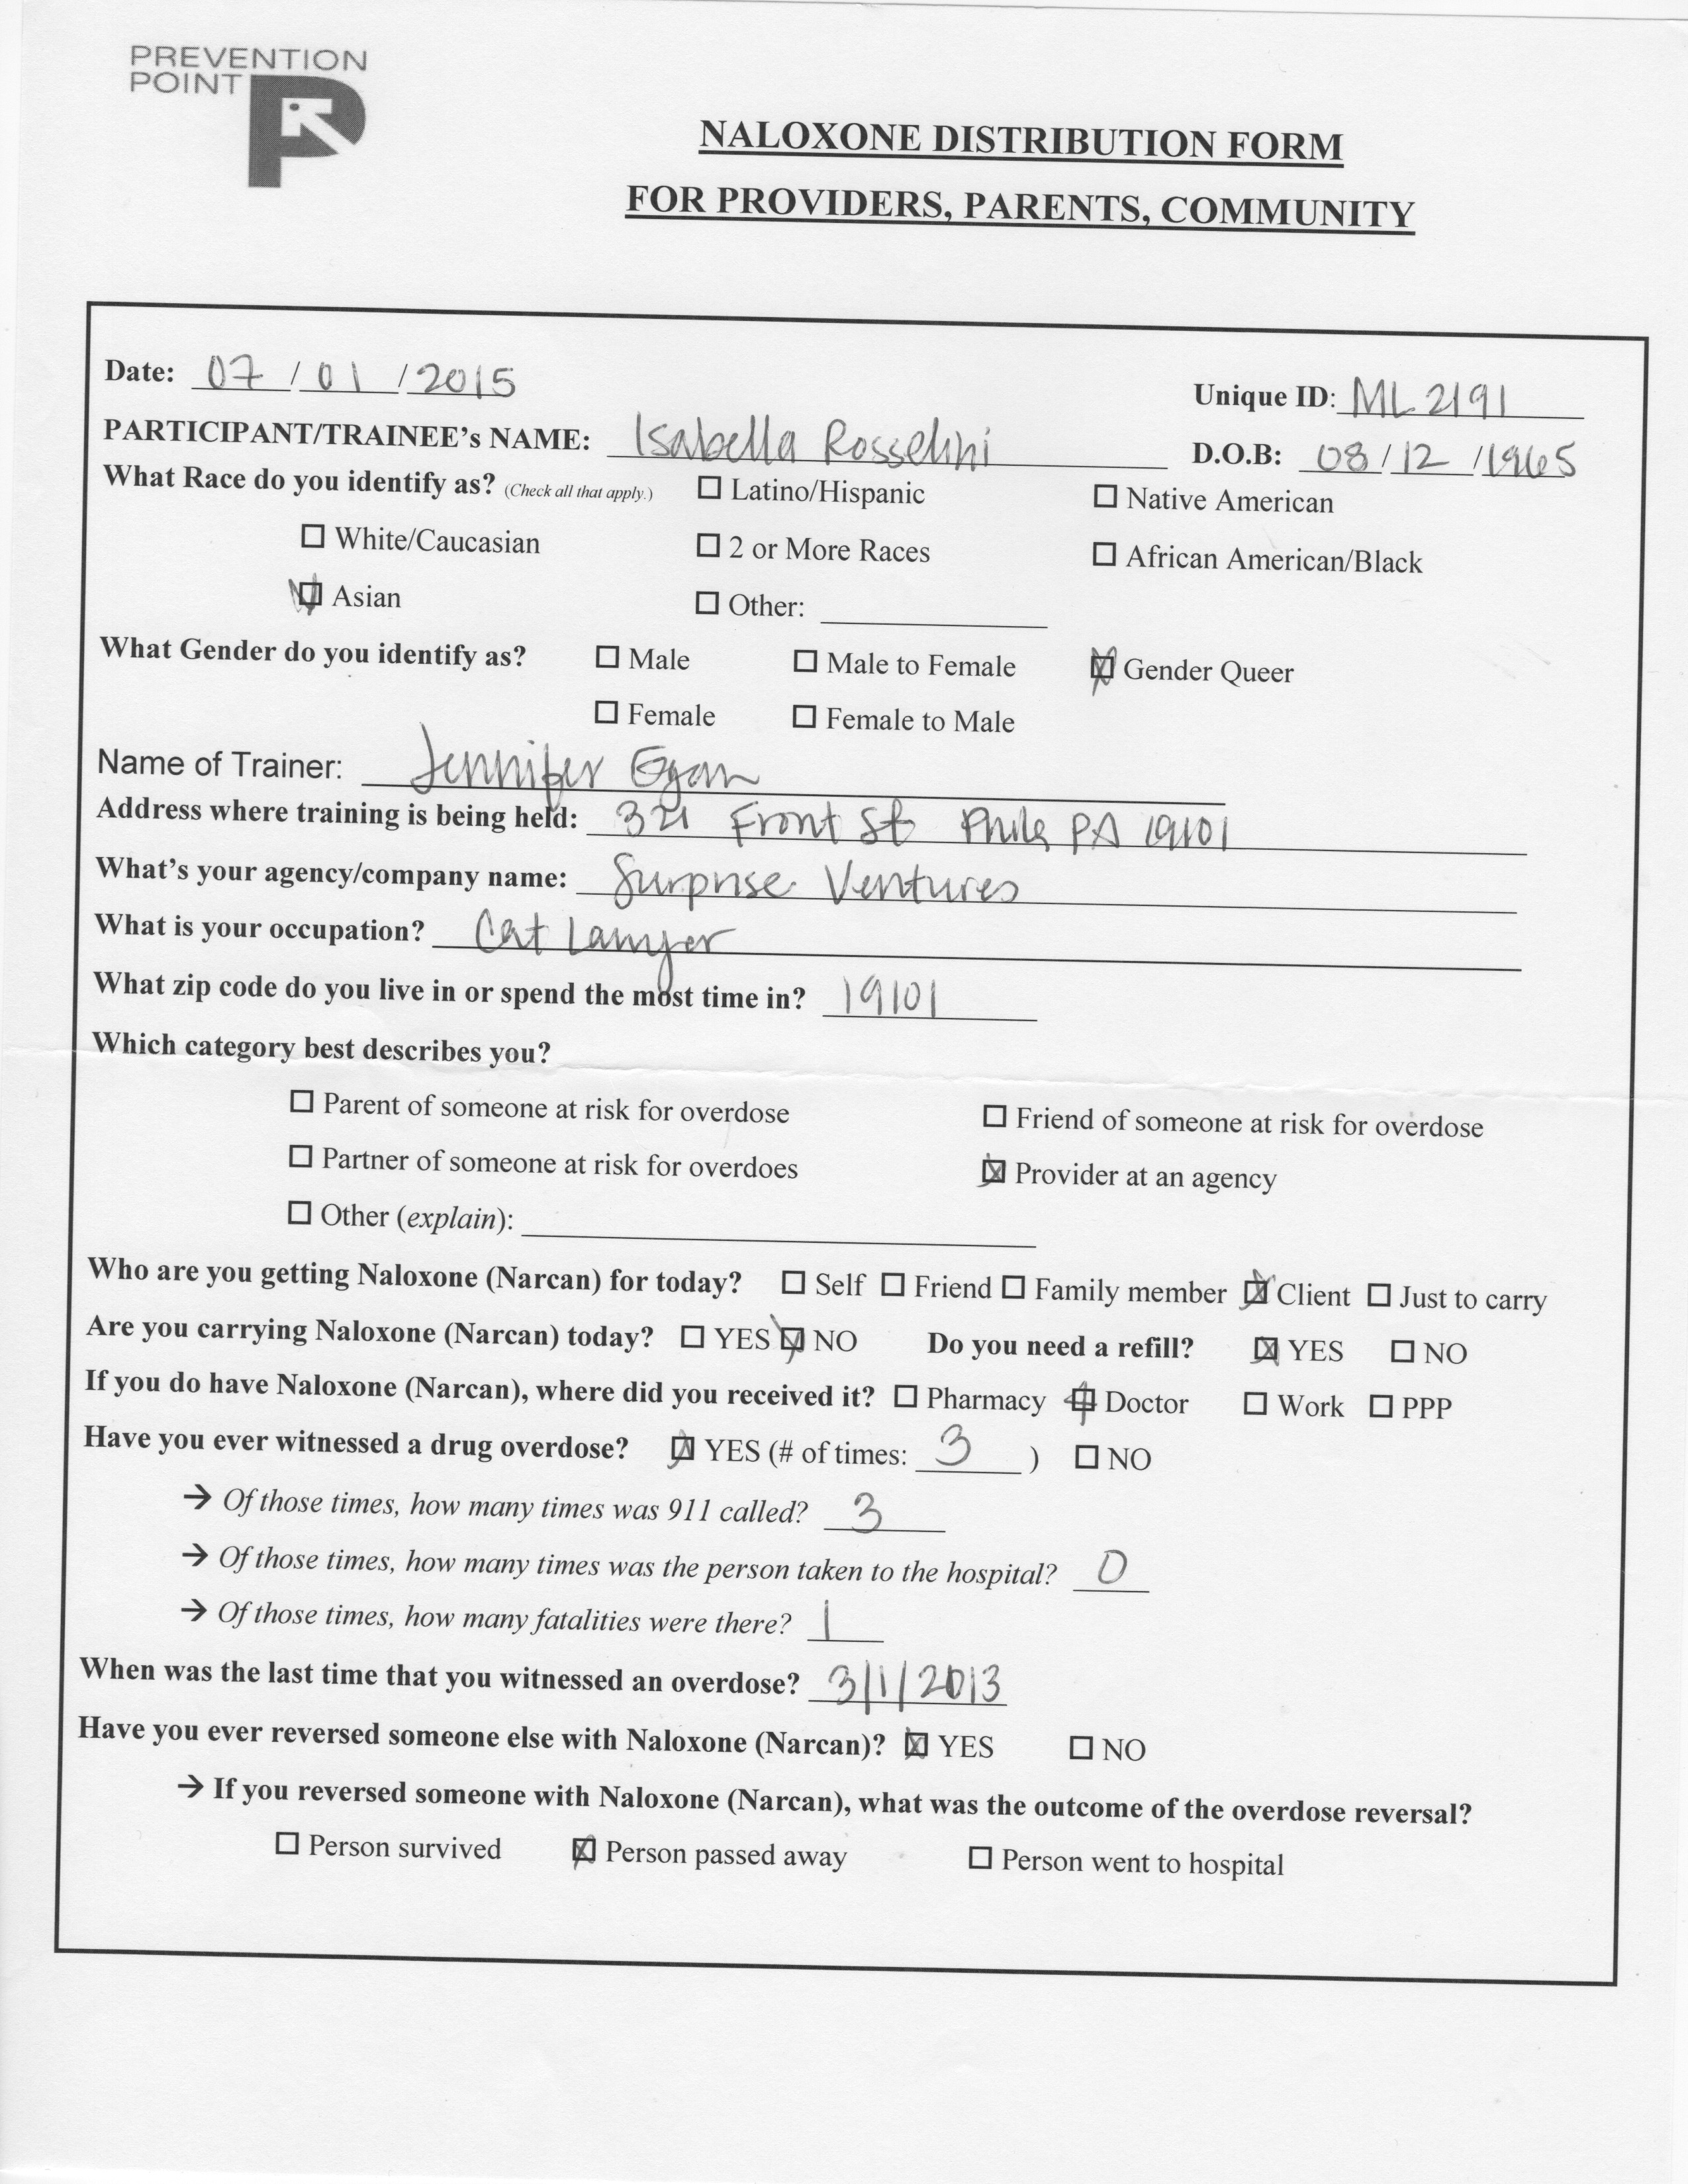 PREVENTION
POINT
NALOXONE DISTRIBUTION FORM
FOR PROVIDERS, PARENTS, COMMUNITY
Date: 07 / 01 / 2015
Unique ID: ML2191
PARTICIPANT/TRAINEE's NAME: Isabella Rossellini
D.O.B: 08 / 12 / 1965
What Race do you identify as? (Check all that apply.) ☐ Latino/Hispanic ☐ Native American
☐ White/Caucasian ☐ 2 or More Races ☐ African American/Black
☒ Asian ☐ Other:
What Gender do you identify as? ☐ Male ☐ Male to Female ☒ Gender Queer
☐ Female ☐ Female to Male
Name of Trainer: Jennifer Egan
Address where training is being held: 321 Front St Phila PA 19101
What's your agency/company name: Surprise Ventures
What is your occupation? Cat Lawyer
What zip code do you live in or spend the most time in? 19101
Which category best describes you?
☐ Parent of someone at risk for overdose ☐ Friend of someone at risk for overdose
☐ Partner of someone at risk for overdoes ☒ Provider at an agency
☐ Other (explain):
Who are you getting Naloxone (Narcan) for today? ☐ Self ☐ Friend ☐ Family member ☒ Client ☐ Just to carry
Are you carrying Naloxone (Narcan) today? ☐ YES ☒ NO Do you need a refill? ☒ YES ☐ NO
If you do have Naloxone (Narcan), where did you received it? ☐ Pharmacy ☒ Doctor ☐ Work ☐ PPP
Have you ever witnessed a drug overdose? ☒ YES (# of times: 3 ) ☐ NO
→ Of those times, how many times was 911 called? 3
→ Of those times, how many times was the person taken to the hospital? 0
→ Of those times, how many fatalities were there? 1
When was the last time that you witnessed an overdose? 3/1/2013
Have you ever reversed someone else with Naloxone (Narcan)? ☒ YES ☐ NO
→ If you reversed someone with Naloxone (Narcan), what was the outcome of the overdose reversal?
☐ Person survived ☒ Person passed away ☐ Person went to hospital